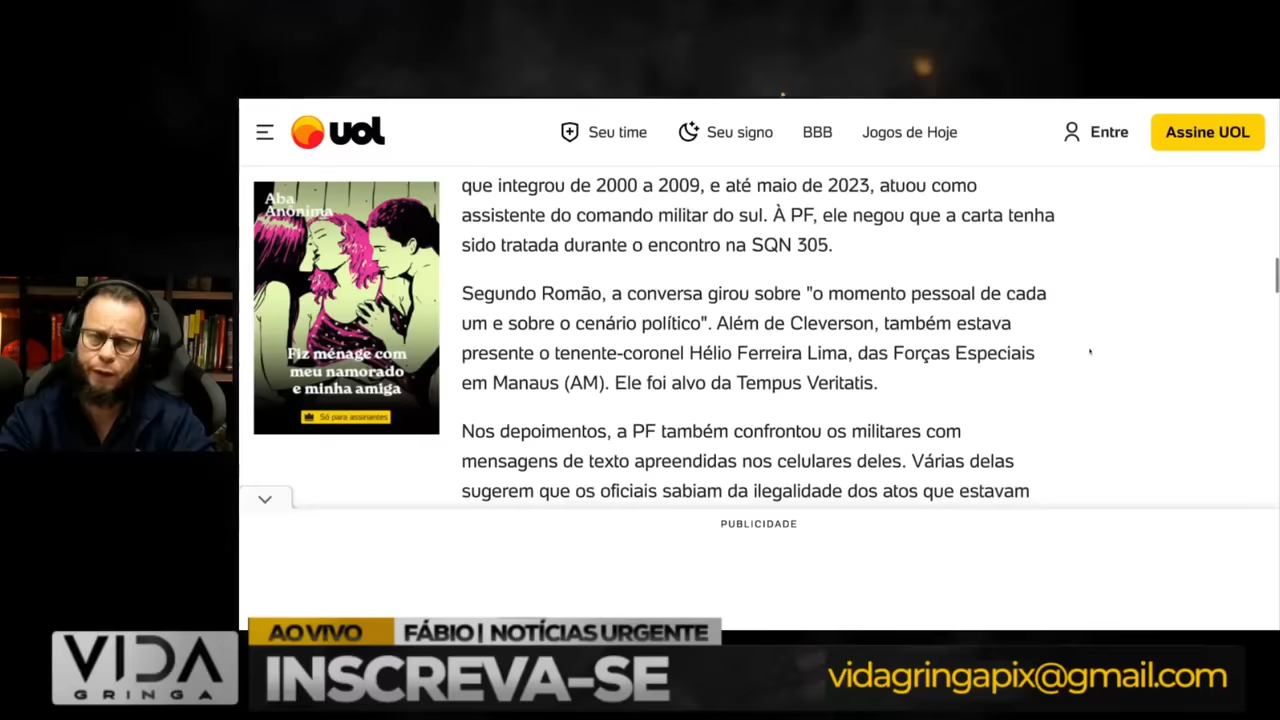 uol
Seu time
Seu signo
BBB
Jogos de Hoje
Entre
Assine UOL
Aba
Anônima
Fiz ménage com
meu namorado
e minha amiga
Só para assinantes
que integrou de 2000 a 2009, e até maio de 2023, atuou como
assistente do comando militar do sul. À PF, ele negou que a carta tenha
sido tratada durante o encontro na SQN 305.
Segundo Romão, a conversa girou sobre "o momento pessoal de cada
um e sobre o cenário político". Além de Cleverson, também estava
presente o tenente-coronel Hélio Ferreira Lima, das Forças Especiais
em Manaus (AM). Ele foi alvo da Tempus Veritatis.
Nos depoimentos, a PF também confrontou os militares com
mensagens de texto apreendidas nos celulares deles. Várias delas
sugerem que os oficiais sabiam da ilegalidade dos atos que estavam
PUBLICIDADE
VIDA
GRINGA
AO VIVO
FÁBIO | NOTÍCIAS URGENTE
INSCREVA-SE
vidagringapix@gmail.com